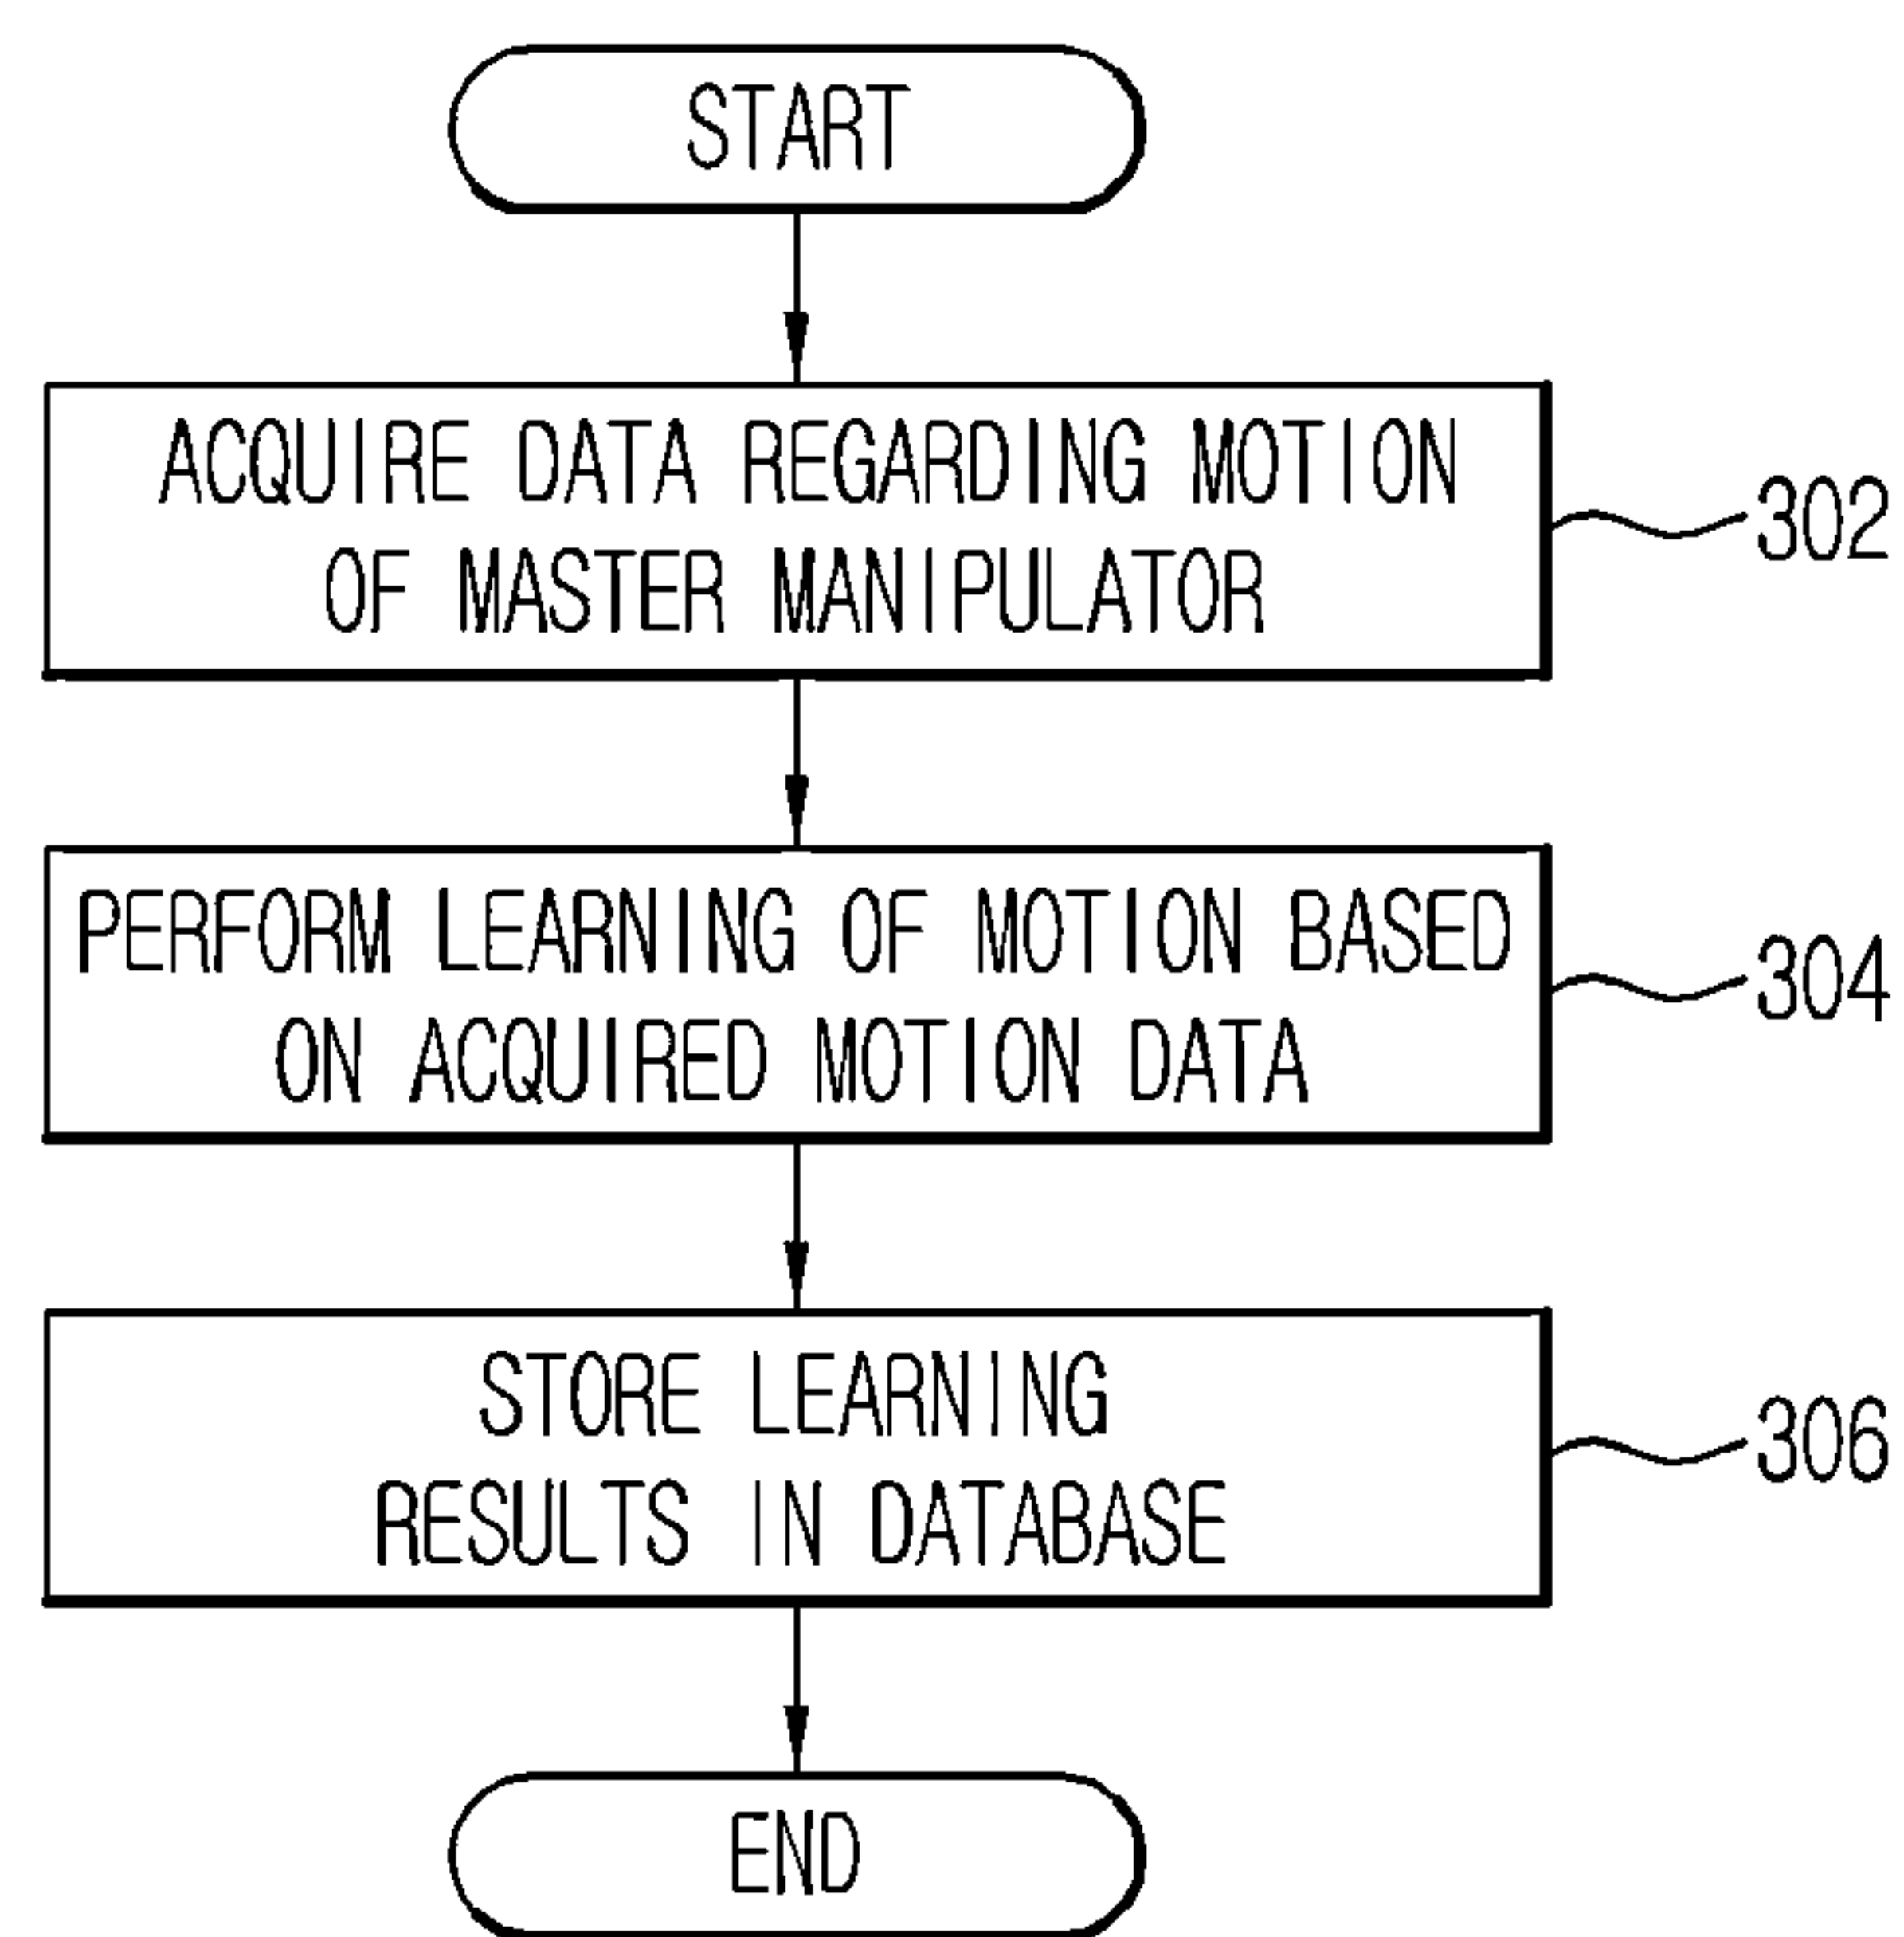 START
ACQUIRE DATA REGARDING MOTION
OF MASTER MANIPULATOR
302
PERFORM LEARNING OF MOTION BASED
ON ACQUIRED MOTION DATA
304
STORE LEARNING
RESULTS IN DATABASE
306
END